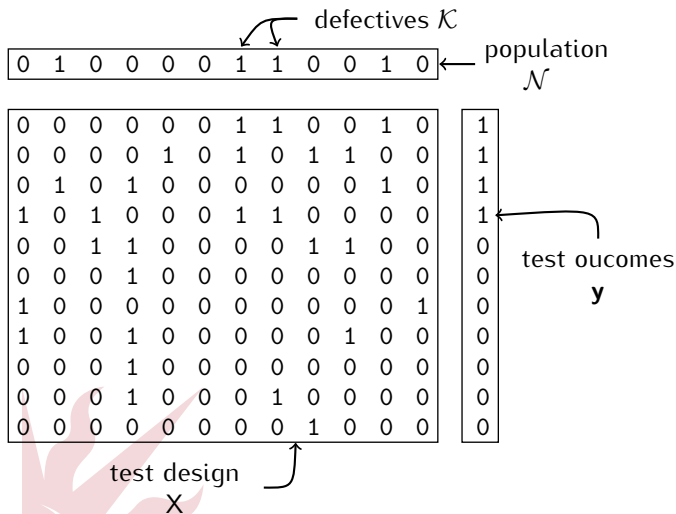 defectives K
0 1 0 0 0 0 1 1 0 0 1 0
population
N
0 0 0 0 0 0 1 1 0 0 1 0 1
0 0 0 0 1 0 1 0 1 1 0 0 1
0 1 0 1 0 0 0 0 0 0 1 0 1
1 0 1 0 0 0 1 1 0 0 0 0 1
0 0 1 1 0 0 0 0 1 1 0 0 0
0 0 0 1 0 0 0 0 0 0 0 0 0
1 0 0 0 0 0 0 0 0 0 0 1 0
1 0 0 1 0 0 0 0 0 1 0 0 0
0 0 0 1 0 0 0 0 0 0 0 0 0
0 0 0 1 0 0 0 1 0 0 0 0 0
0 0 0 0 0 0 0 0 1 0 0 0 0
test oucomes
y
test design
X